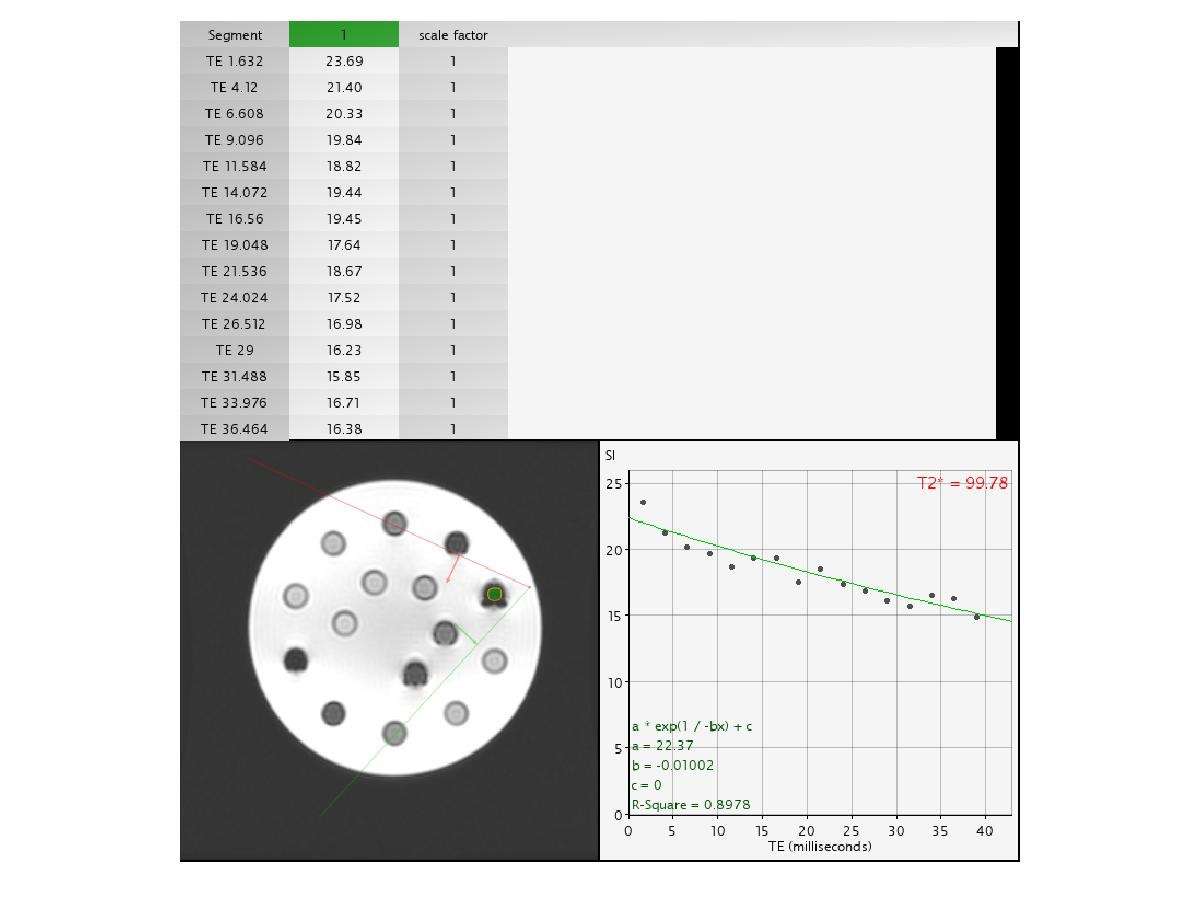 Segment 1 scale factor
TE 1.632 23.69 1
TE 4.12 21.40 1
TE 6.608 20.33 1
TE 9.096 19.84 1
TE 11.584 18.82 1
TE 14.072 19.44 1
TE 16.56 19.45 1
TE 19.048 17.64 1
TE 21.536 18.67 1
TE 24.024 17.52 1
TE 26.512 16.98 1
TE 29 16.23 1
TE 31.488 15.85 1
TE 33.976 16.71 1
TE 36.464 16.38 1
SI
T2* = 99.78
25
20
15
10
5
0
a * exp(1 / -bx) + c
a = 22.37
b = -0.01002
c = 0
R-Square = 0.8978
0 5 10 15 20 25 30 35 40
TE (milliseconds)